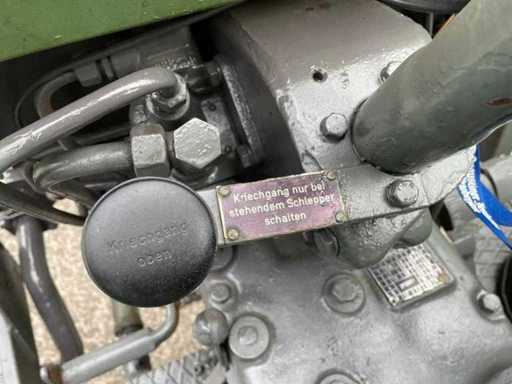 Kriechgang nur bei
stehendem Schlepper
schalten
Kriechgang
oben